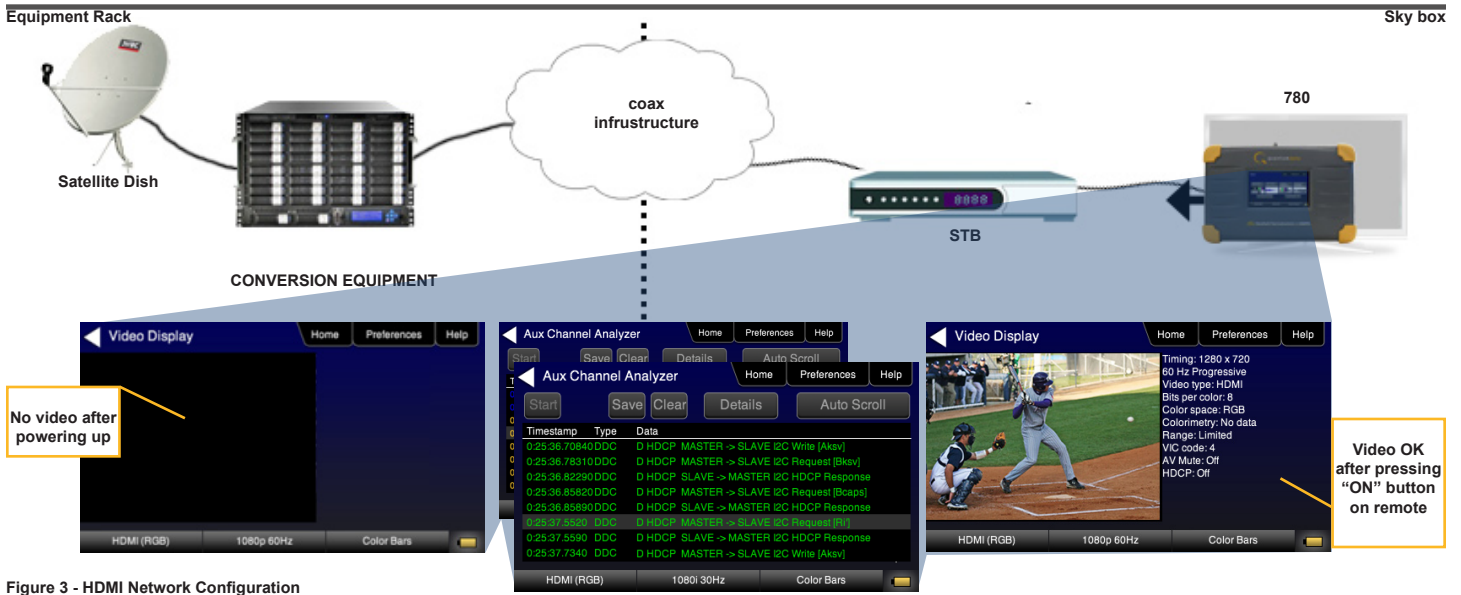 Equipment Rack
Sky box
Satellite Dish
CONVERSION EQUIPMENT
coax
infrustructure
8888
STB
780
Video Display
Home
Preferences
Help
No video after
powering up
HDMI (RGB)
1080p 60Hz
Color Bars
Aux Channel Analyzer
Home
Preferences
Help
Start
Save
Clear
Details
Auto Scroll
Aux Channel Analyzer
Home
Preferences
Help
Start
Save
Clear
Details
Auto Scroll
Timestamp Type Data
0:25:36.70840 DDC D HDCP MASTER -> SLAVE I2C Write [Aksv]
0:25:36.78310 DDC D HDCP MASTER -> SLAVE I2C Request [Bksv]
0:25:36.82290 DDC D HDCP SLAVE -> MASTER I2C HDCP Response
0:25:36.85820 DDC D HDCP MASTER -> SLAVE I2C Request [Bcaps]
0:25:36.85890 DDC D HDCP SLAVE -> MASTER I2C HDCP Response
0:25:37.5520 DDC D HDCP MASTER -> SLAVE I2C Request [Ri']
0:25:37.5590 DDC D HDCP SLAVE -> MASTER I2C HDCP Response
0:25:37.7340 DDC D HDCP MASTER -> SLAVE I2C Write [Aksv]
HDMI (RGB)
1080i 30Hz
Color Bars
Video Display
Home
Preferences
Help
Timing: 1280 x 720
60 Hz Progressive
Video type: HDMI
Bits per color: 8
Color space: RGB
Colorimetry: No data
Range: Limited
VIC code: 4
AV Mute: Off
HDCP: Off
HDMI (RGB)
1080p 60Hz
Color Bars
Video OK
after pressing
“ON” button
on remote
Figure 3 - HDMI Network Configuration